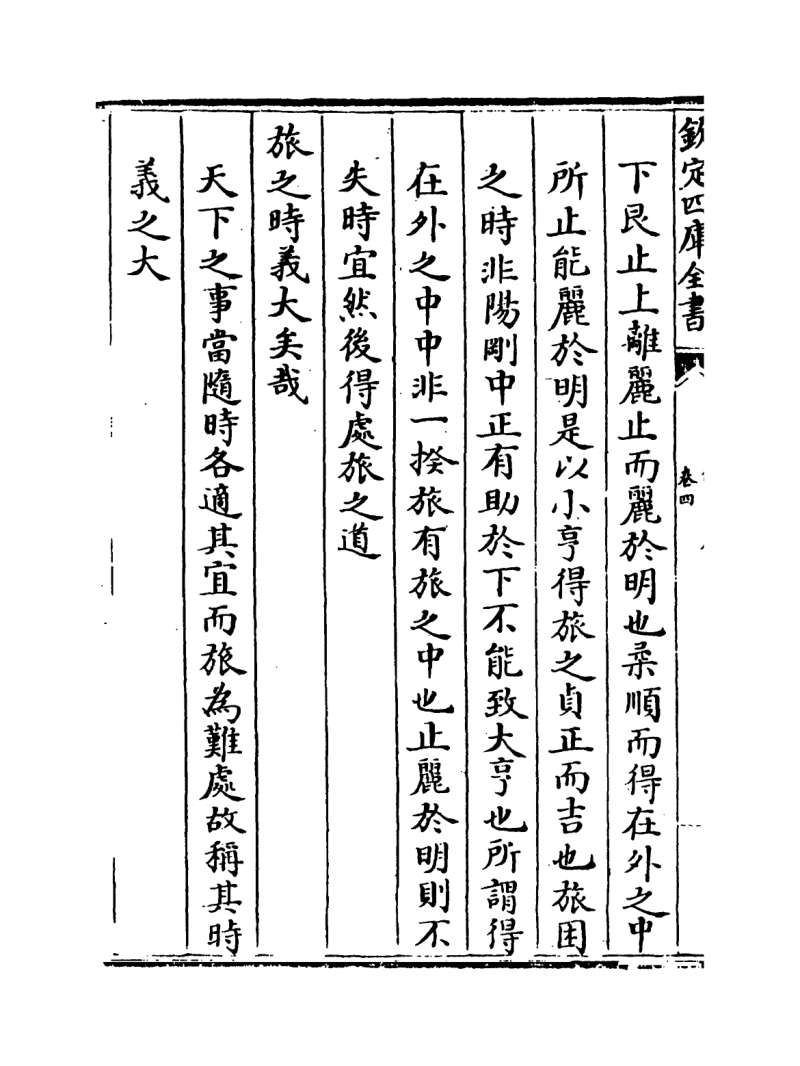 欽定四庫全書
卷四
下艮止上離麗止而麗於明也柔順而得在外之中
所止能麗於明是以小亨得旅之貞正而吉也旅困
之時非陽剛中正有助於下不能致大亨也所謂得
在外之中中非一揆旅有旅之中也止麗於明則不
失時宜然後得處旅之道
旅之時義大矣哉
天下之事當隨時各適其宜而旅為難處故稱其時
義之大